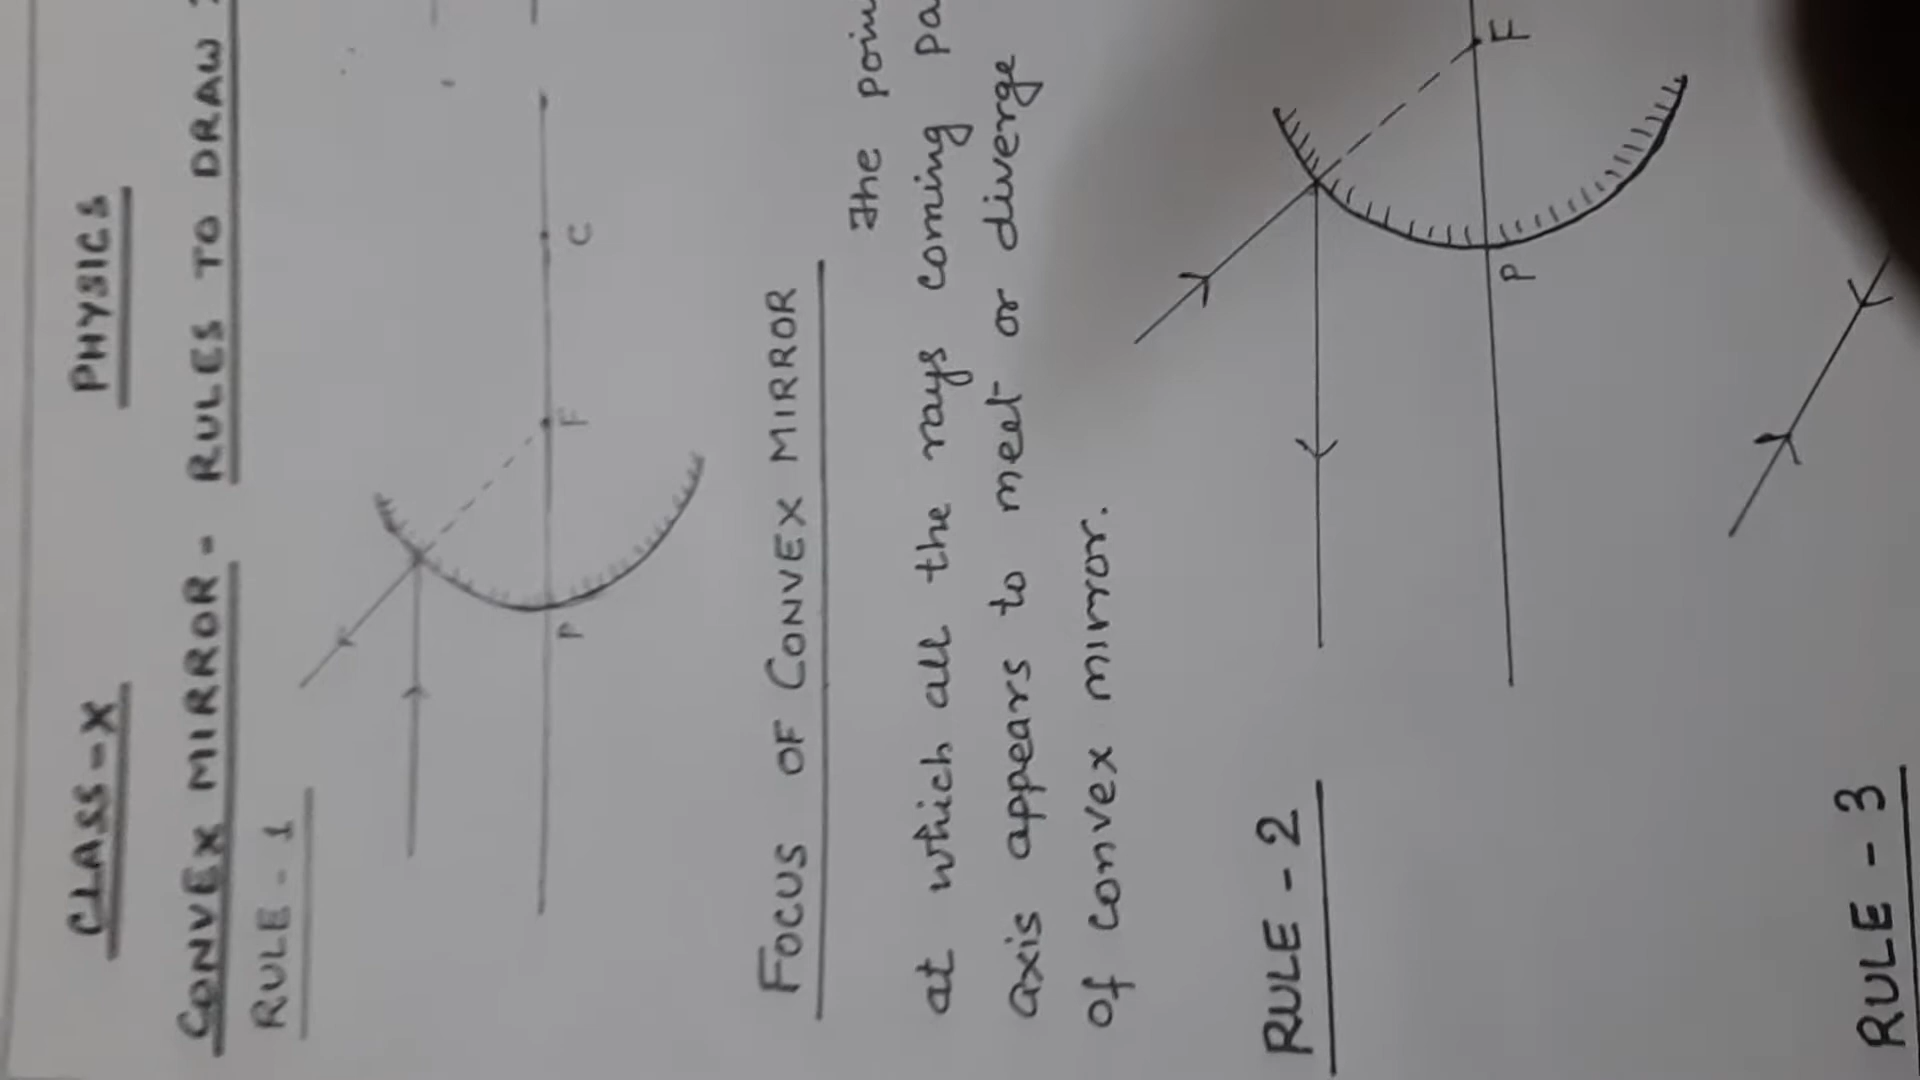 CLASS-X PHYSICS
CONVEX MIRROR- RULES TO DRAW
RULE-1
P F C
FOCUS OF CONVEX MIRROR
The
at which all the rays coming
axis appears to meet or diverge
of convex mirror.
RULE-2
P F
RULE-3